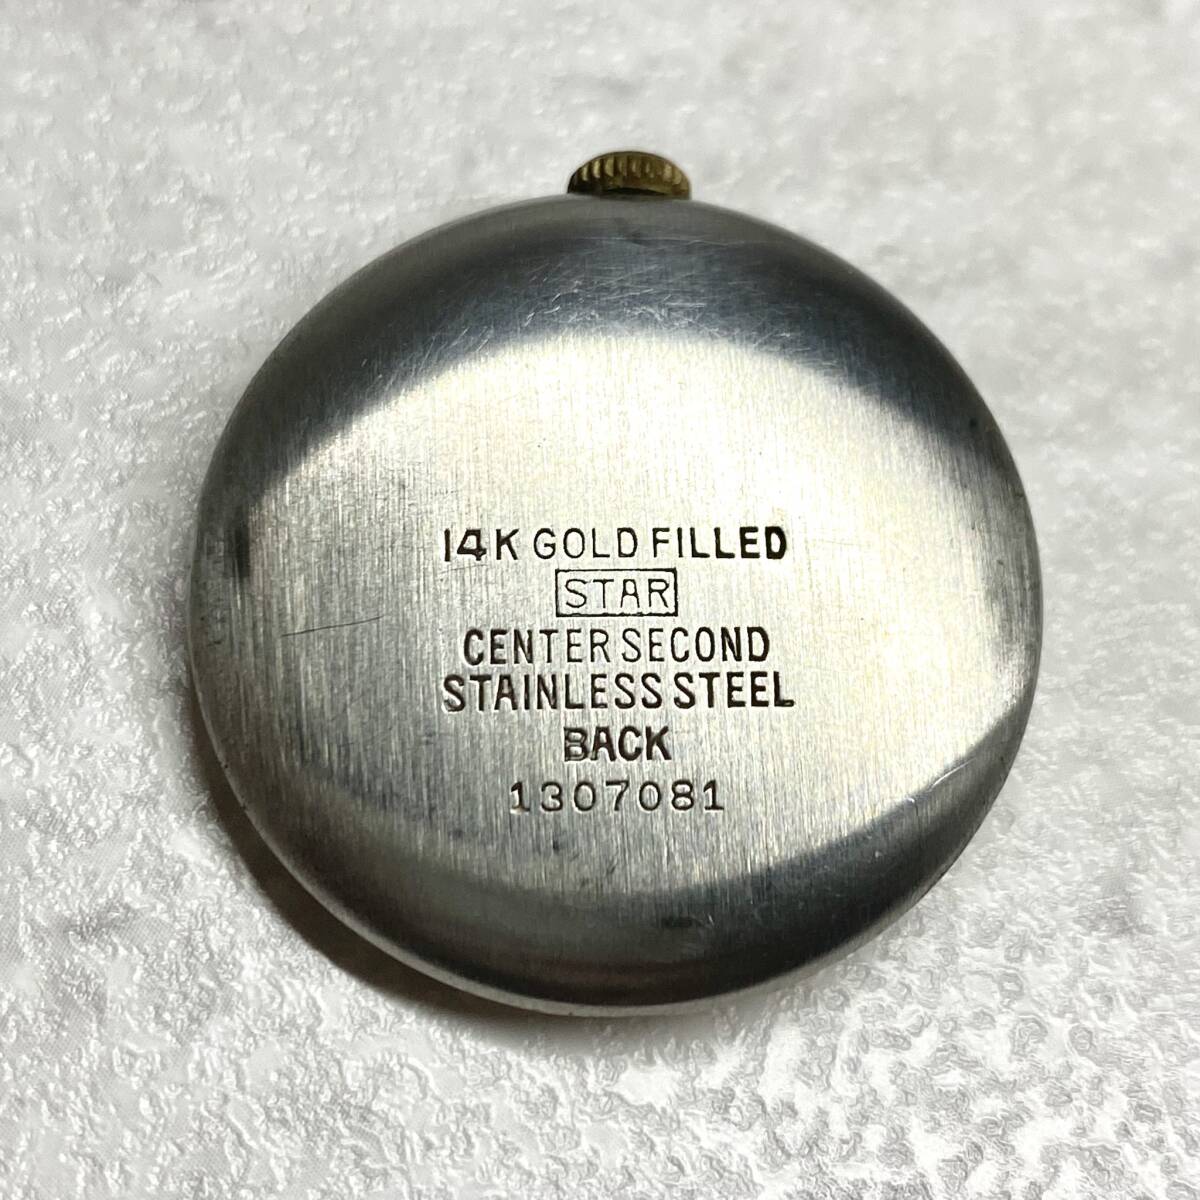 14K GOLD FILLED
STAR
CENTER SECOND
STAINLESS STEEL
BACK
1307081